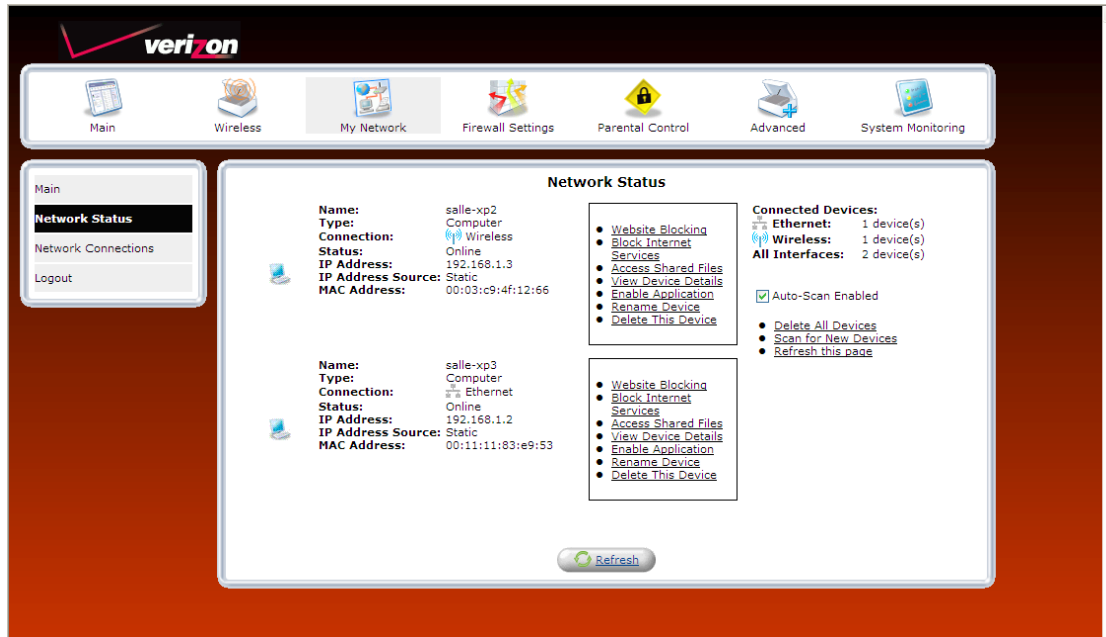 verizon
Main
Wireless
My Network
Firewall Settings
Parental Control
Advanced
System Monitoring
Main
Network Status
Network Connections
Logout
Network Status
Name: salle-xp2
Type: Computer
Connection: Wireless
Status: Online
IP Address: 192.168.1.3
IP Address Source: Static
MAC Address: 00:03:c9:4f:12:66
Website Blocking
Block Internet
Services
Access Shared Files
View Device Details
Enable Application
Rename Device
Delete This Device
Connected Devices:
Ethernet: 1 device(s)
Wireless: 1 device(s)
All Interfaces: 2 device(s)
Auto-Scan Enabled
Delete All Devices
Scan for New Devices
Refresh this page
Name: salle-xp3
Type: Computer
Connection: Ethernet
Status: Online
IP Address: 192.168.1.2
IP Address Source: Static
MAC Address: 00:11:11:83:e9:53
Website Blocking
Block Internet
Services
Access Shared Files
View Device Details
Enable Application
Rename Device
Delete This Device
Refresh